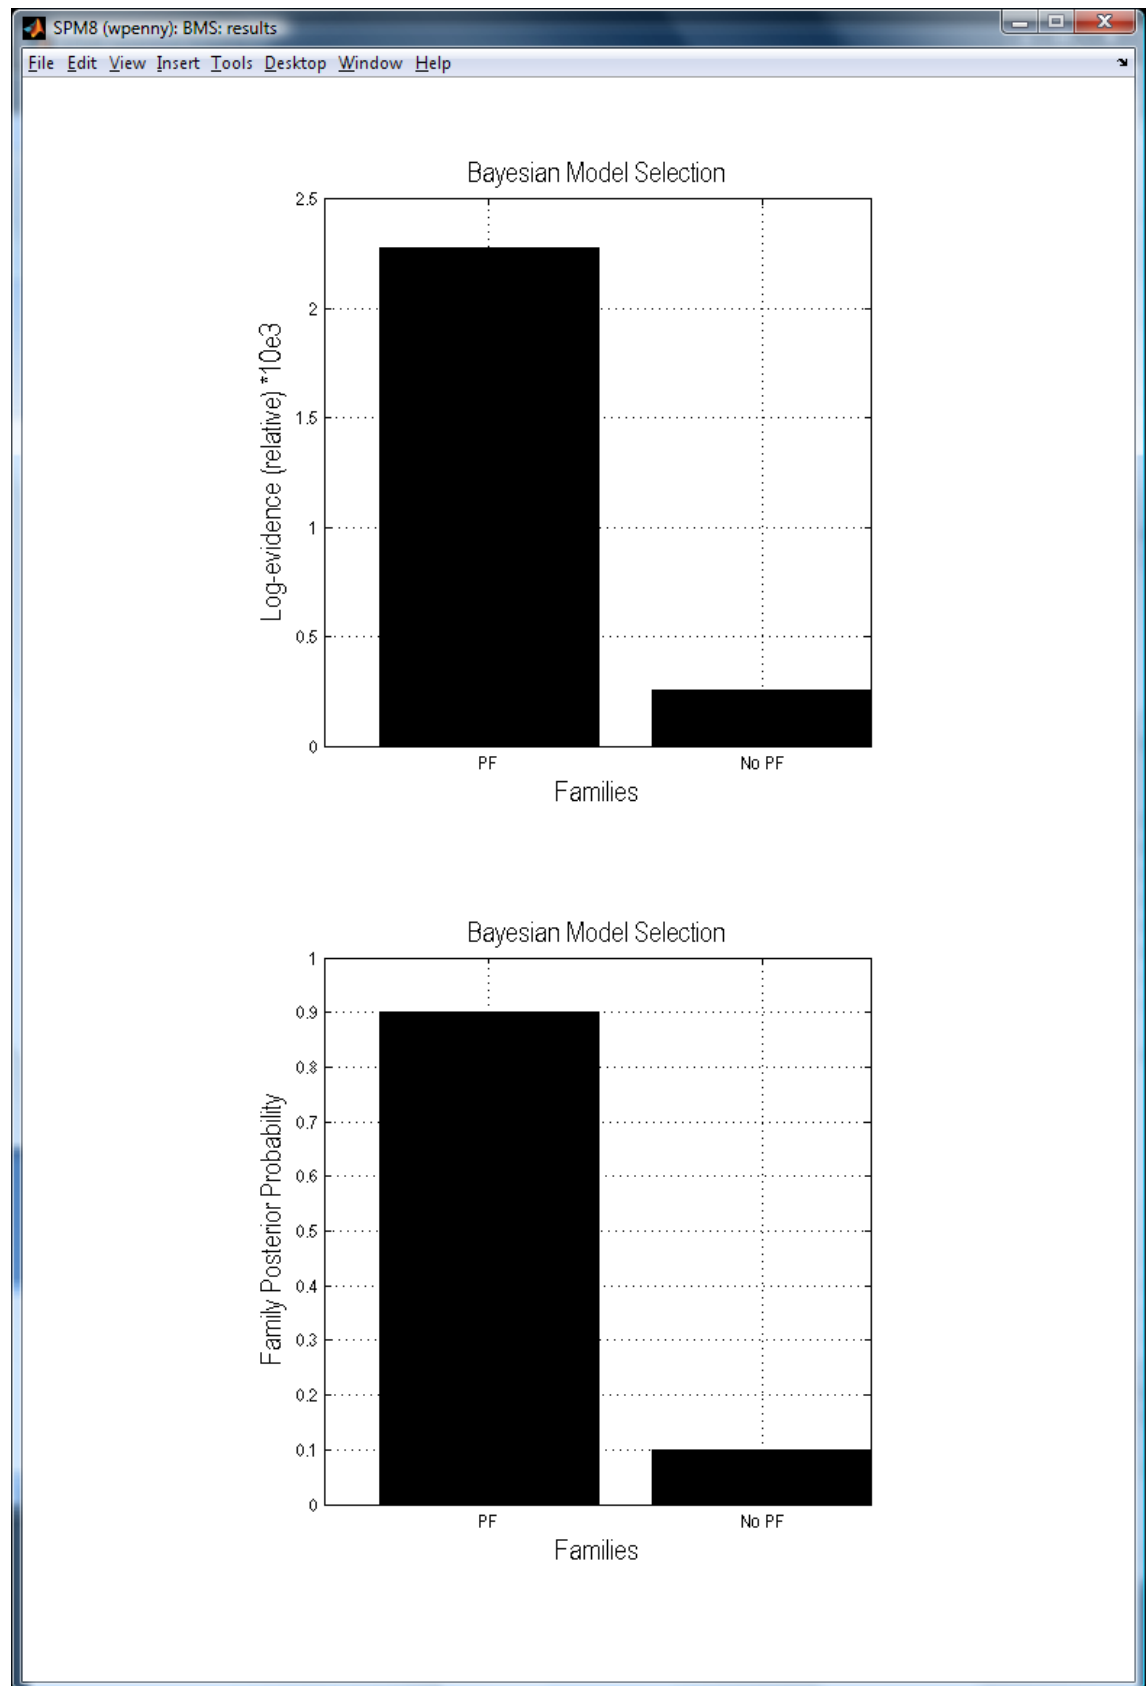 SPM8 (wpenny): BMS: results
File Edit View Insert Tools Desktop Window Help
Bayesian Model Selection
2.5
2
1.5
1
0.5
0
Log-evidence (relative) *10e3
PF No PF
Families
Bayesian Model Selection
1
0.9
0.8
0.7
0.6
0.5
0.4
0.3
0.2
0.1
0
Family Posterior Probability
PF No PF
Families